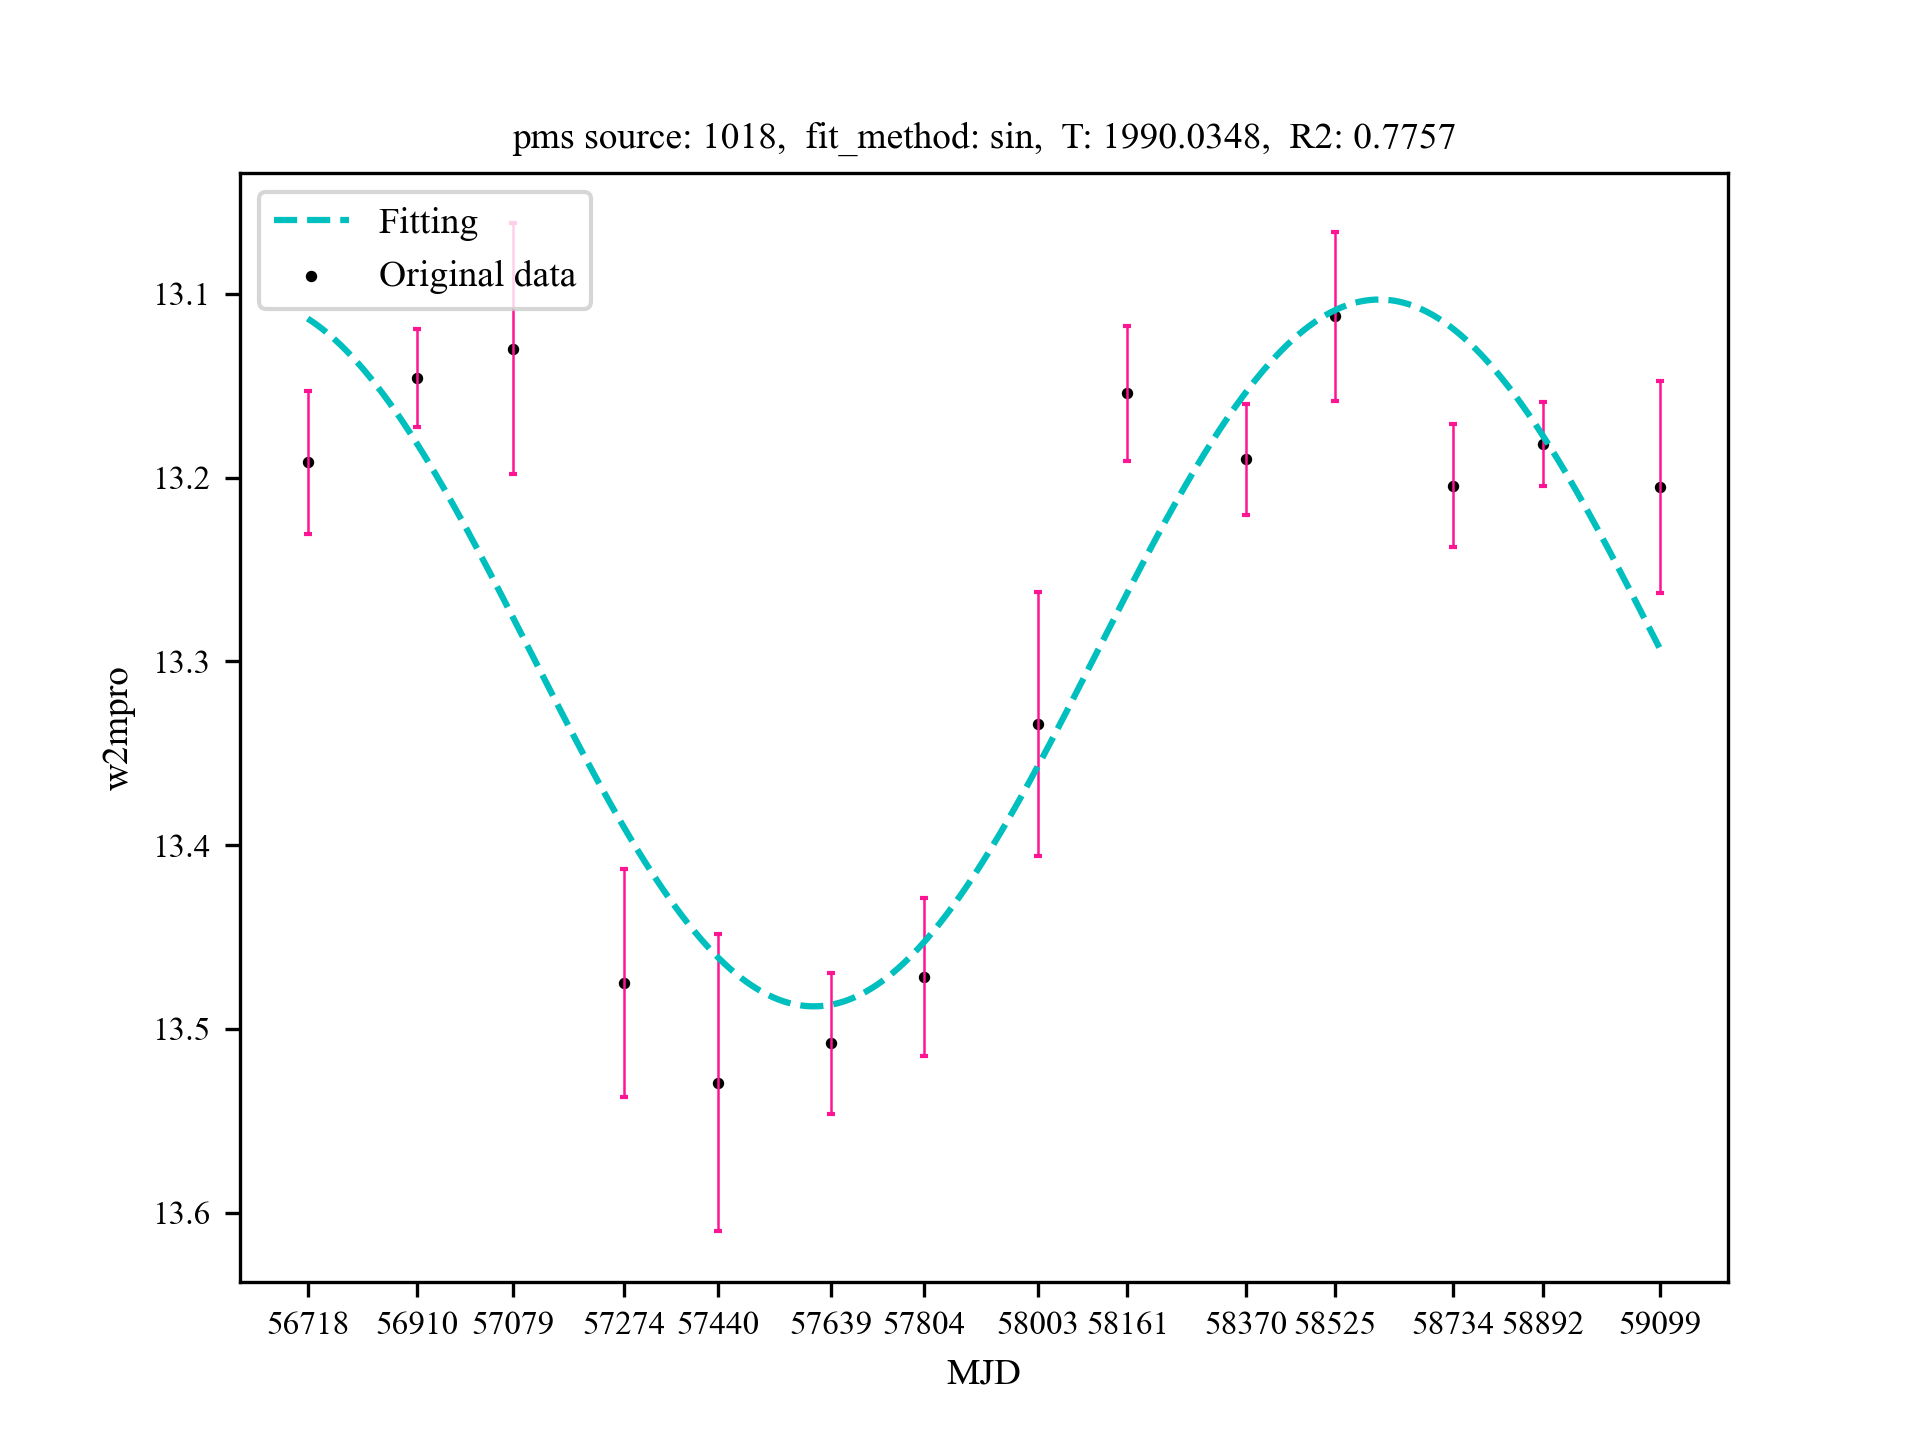 pms source: 1018, fit_method: sin, T: 1990.0348, R2: 0.7757
Fitting
Original data
13.1
13.2
13.3
13.4
13.5
13.6
w2mpro
56718 56910 57079 57274 57440 57639 57804 58003 58161 58370 58525 58734 58892 59099
MJD